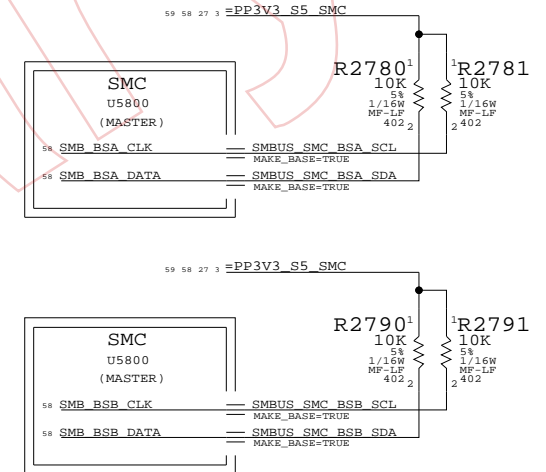 59 58 27 3 =PP3V3_S5_SMC
R2780 1
10K
5%
1/16W
MF-LF
402 2
1 R2781
10K
5%
1/16W
MF-LF
2 402
SMC
U5800
(MASTER)
58 SMB_BSA_CLK
SMBUS_SMC_BSA_SCL
MAKE_BASE=TRUE
58 SMB_BSA_DATA
SMBUS_SMC_BSA_SDA
MAKE_BASE=TRUE
59 58 27 3 =PP3V3_S5_SMC
R2790 1
10K
5%
1/16W
MF-LF
402 2
1 R2791
10K
5%
1/16W
MF-LF
2 402
SMC
U5800
(MASTER)
58 SMB_BSB_CLK
SMBUS_SMC_BSB_SCL
MAKE_BASE=TRUE
58 SMB_BSB_DATA
SMBUS_SMC_BSB_SDA
MAKE_BASE=TRUE